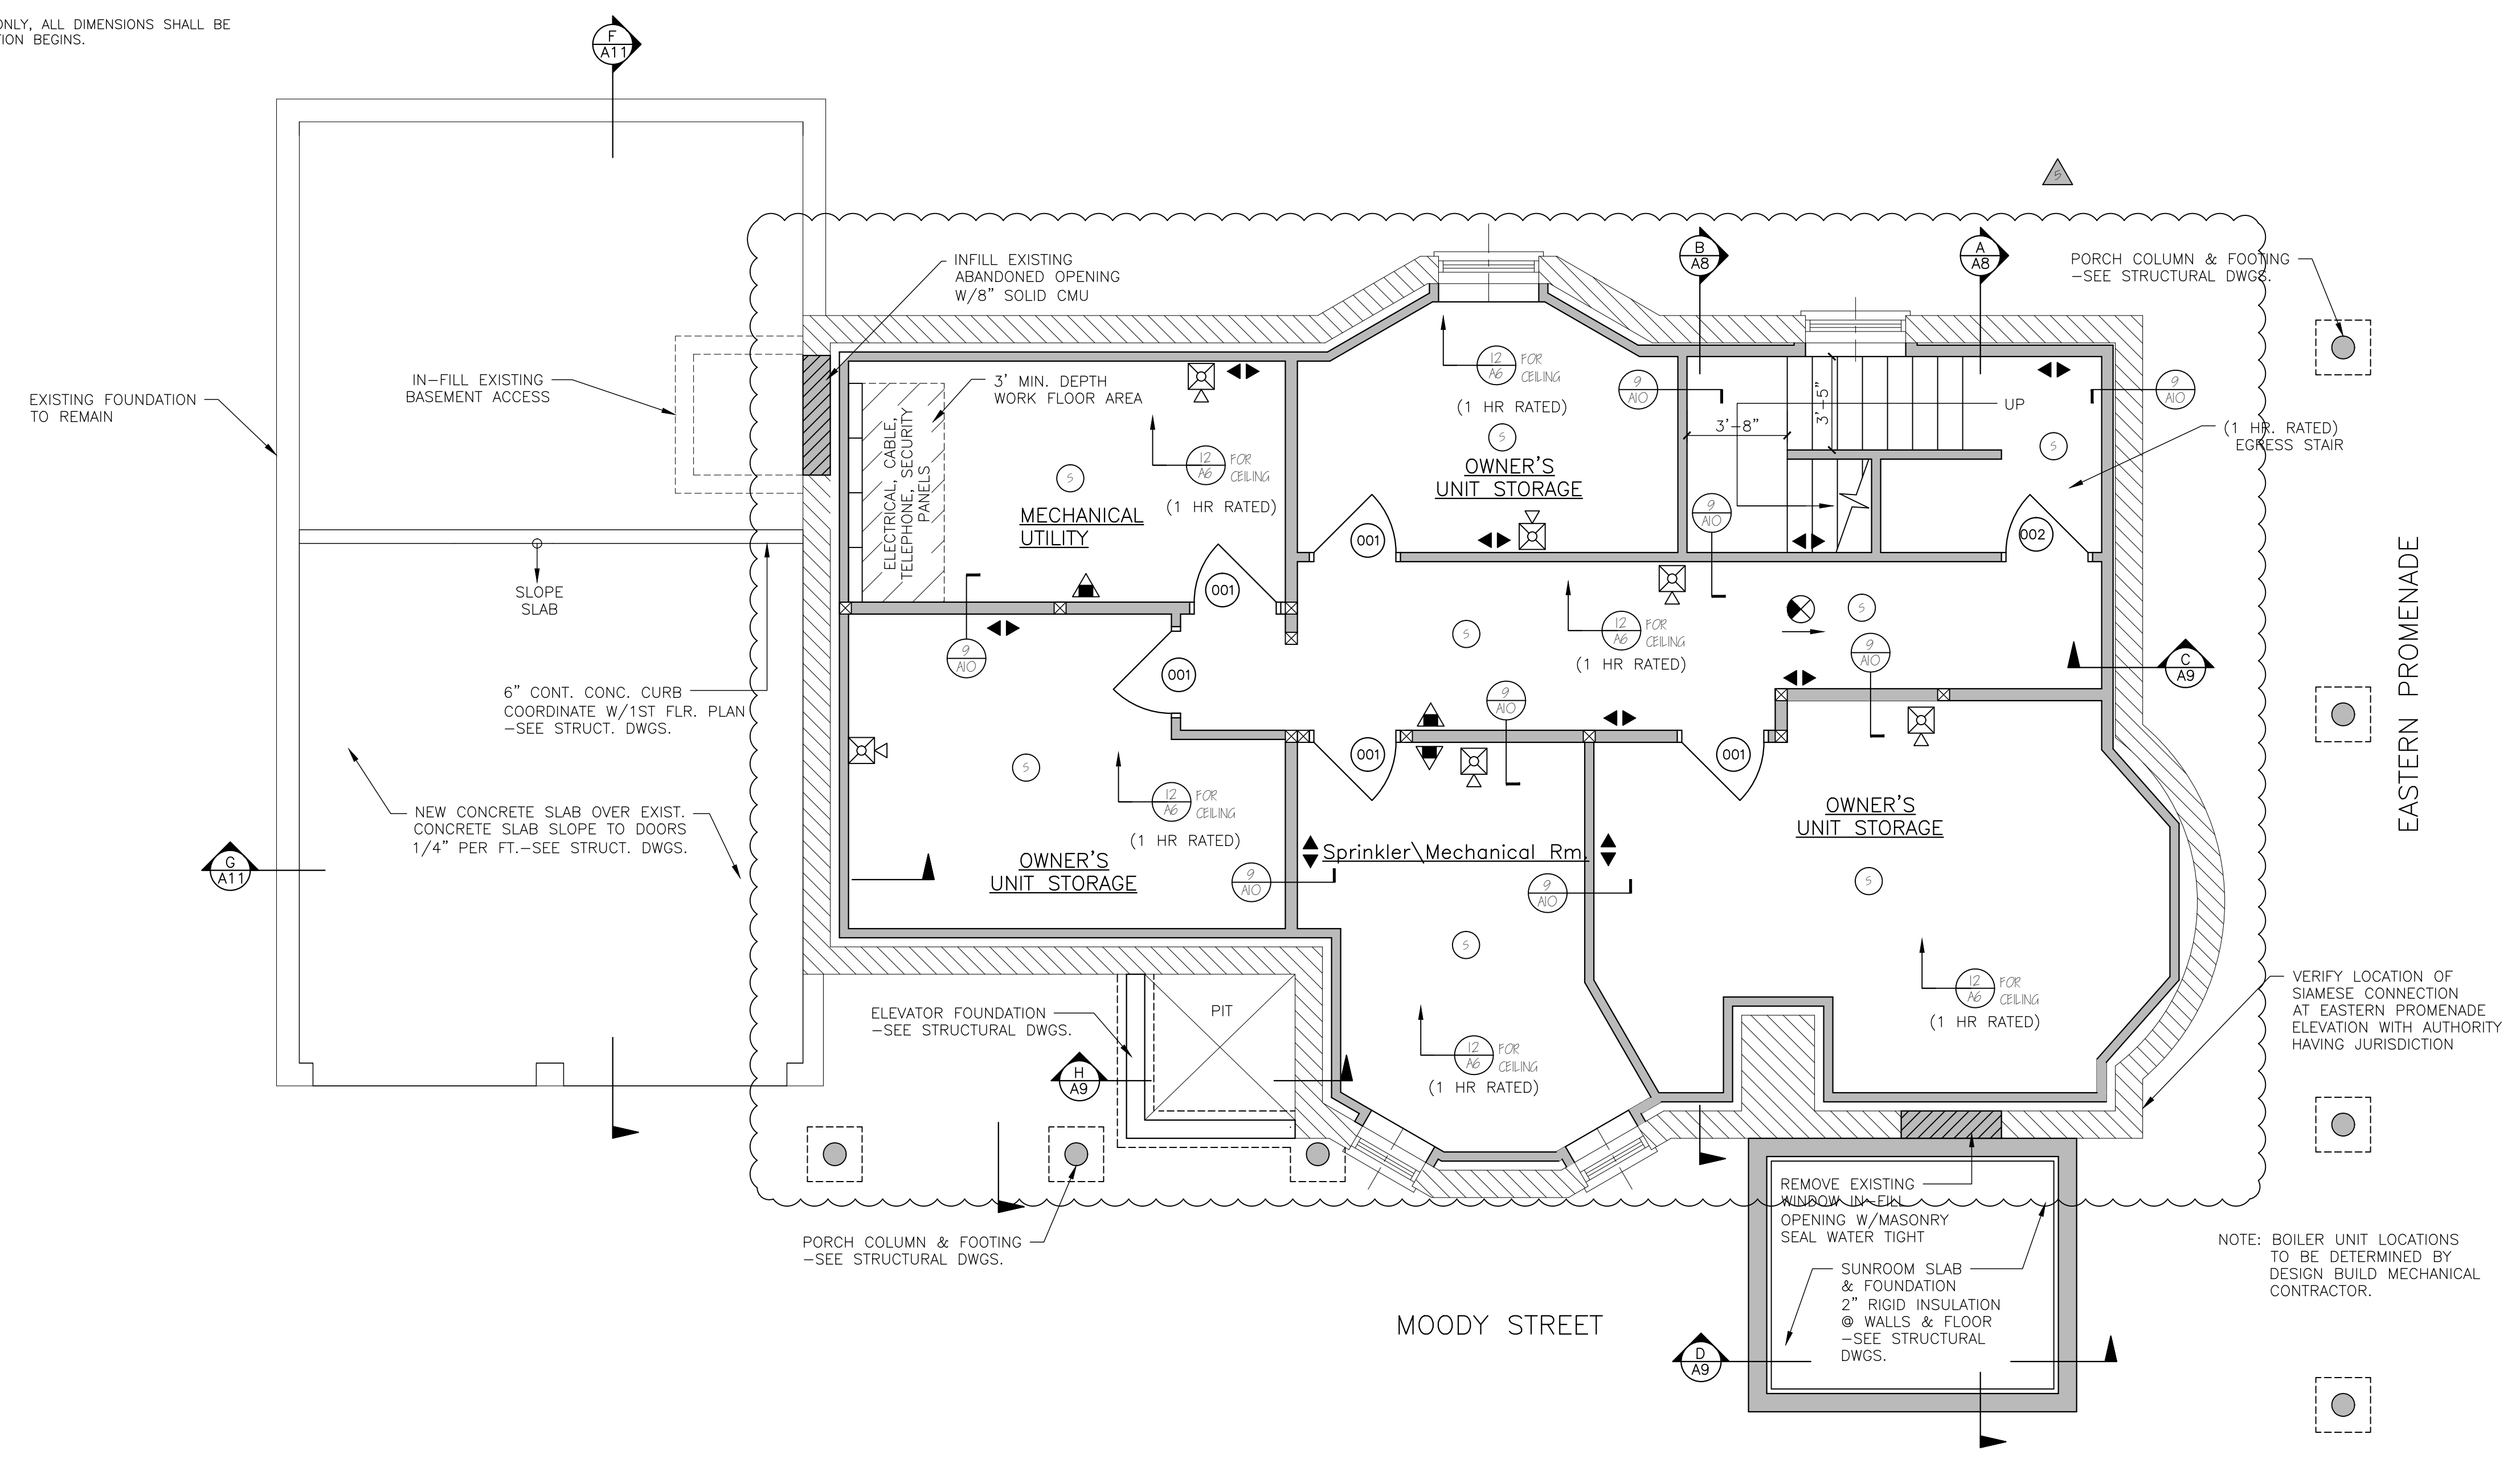 ONLY, ALL DIMENSIONS SHALL BE
TION BEGINS.
F
A11
5
INFILL EXISTING
ABANDONED OPENING
W/8" SOLID CMU
B
A8
A
A8
PORCH COLUMN & FOOTING
-SEE STRUCTURAL DWGS.
EXISTING FOUNDATION
TO REMAIN
IN-FILL EXISTING
BASEMENT ACCESS
3' MIN. DEPTH
WORK FLOOR AREA
ELECTRICAL, CABLE,
TELEPHONE, SECURITY
PANELS
12
A6
FOR
CEILING
(1 HR RATED)
S
MECHANICAL
UTILITY
12
A6
FOR
CEILING
(1 HR RATED)
S
OWNER'S
UNIT STORAGE
9
A10
3'-8"
3'-5"
UP
9
A10
(1 HR. RATED)
EGRESS STAIR
S
9
A10
001
002
001
SLOPE
SLAB
9
A10
001
S
12
A6
FOR
CEILING
(1 HR RATED)
S
9
A10
C
A9
EASTERN PROMENADE
6" CONT. CONC. CURB
COORDINATE W/1ST FLR. PLAN
-SEE STRUCT. DWGS.
9
A10
001
001
S
12
A6
FOR
CEILING
(1 HR RATED)
NEW CONCRETE SLAB OVER EXIST.
CONCRETE SLAB SLOPE TO DOORS
1/4" PER FT.-SEE STRUCT. DWGS.
G
A11
OWNER'S
UNIT STORAGE
9
A10
Sprinkler\Mechanical Rm.
9
A10
OWNER'S
UNIT STORAGE
S
S
12
A6
FOR
CEILING
(1 HR RATED)
VERIFY LOCATION OF
SIAMESE CONNECTION
AT EASTERN PROMENADE
ELEVATION WITH AUTHORITY
HAVING JURISDICTION
ELEVATOR FOUNDATION
-SEE STRUCTURAL DWGS.
PIT
H
A9
12
A6
FOR
CEILING
(1 HR RATED)
REMOVE EXISTING
WINDOW IN-FILL
OPENING W/MASONRY
SEAL WATER TIGHT
PORCH COLUMN & FOOTING
-SEE STRUCTURAL DWGS.
SUNROOM SLAB
& FOUNDATION
2" RIGID INSULATION
@ WALLS & FLOOR
-SEE STRUCTURAL
DWGS.
NOTE: BOILER UNIT LOCATIONS
TO BE DETERMINED BY
DESIGN BUILD MECHANICAL
CONTRACTOR.
MOODY STREET
D
A9